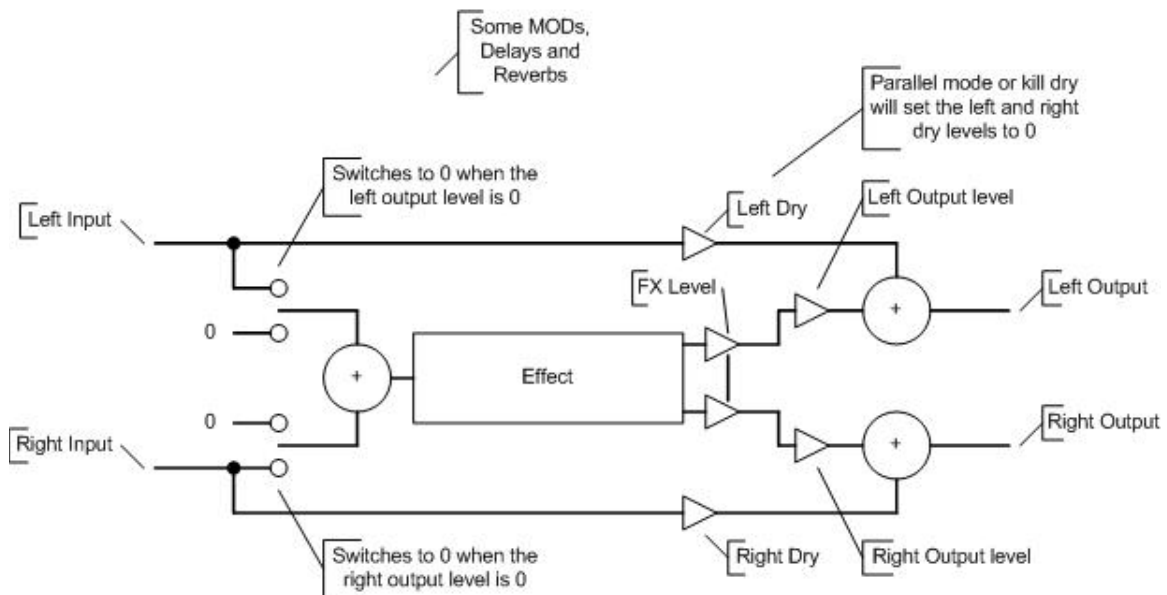 Some MODs,
Delays and
Reverbs
Parallel mode or kill dry
will set the left and right
dry levels to 0
Switches to 0 when the
left output level is 0
Left Input
Left Dry
Left Output level
FX Level
Left Output
0
+
+
Effect
0
Right Input
+
Right Output
Switches to 0 when the
right output level is 0
Right Dry
Right Output level